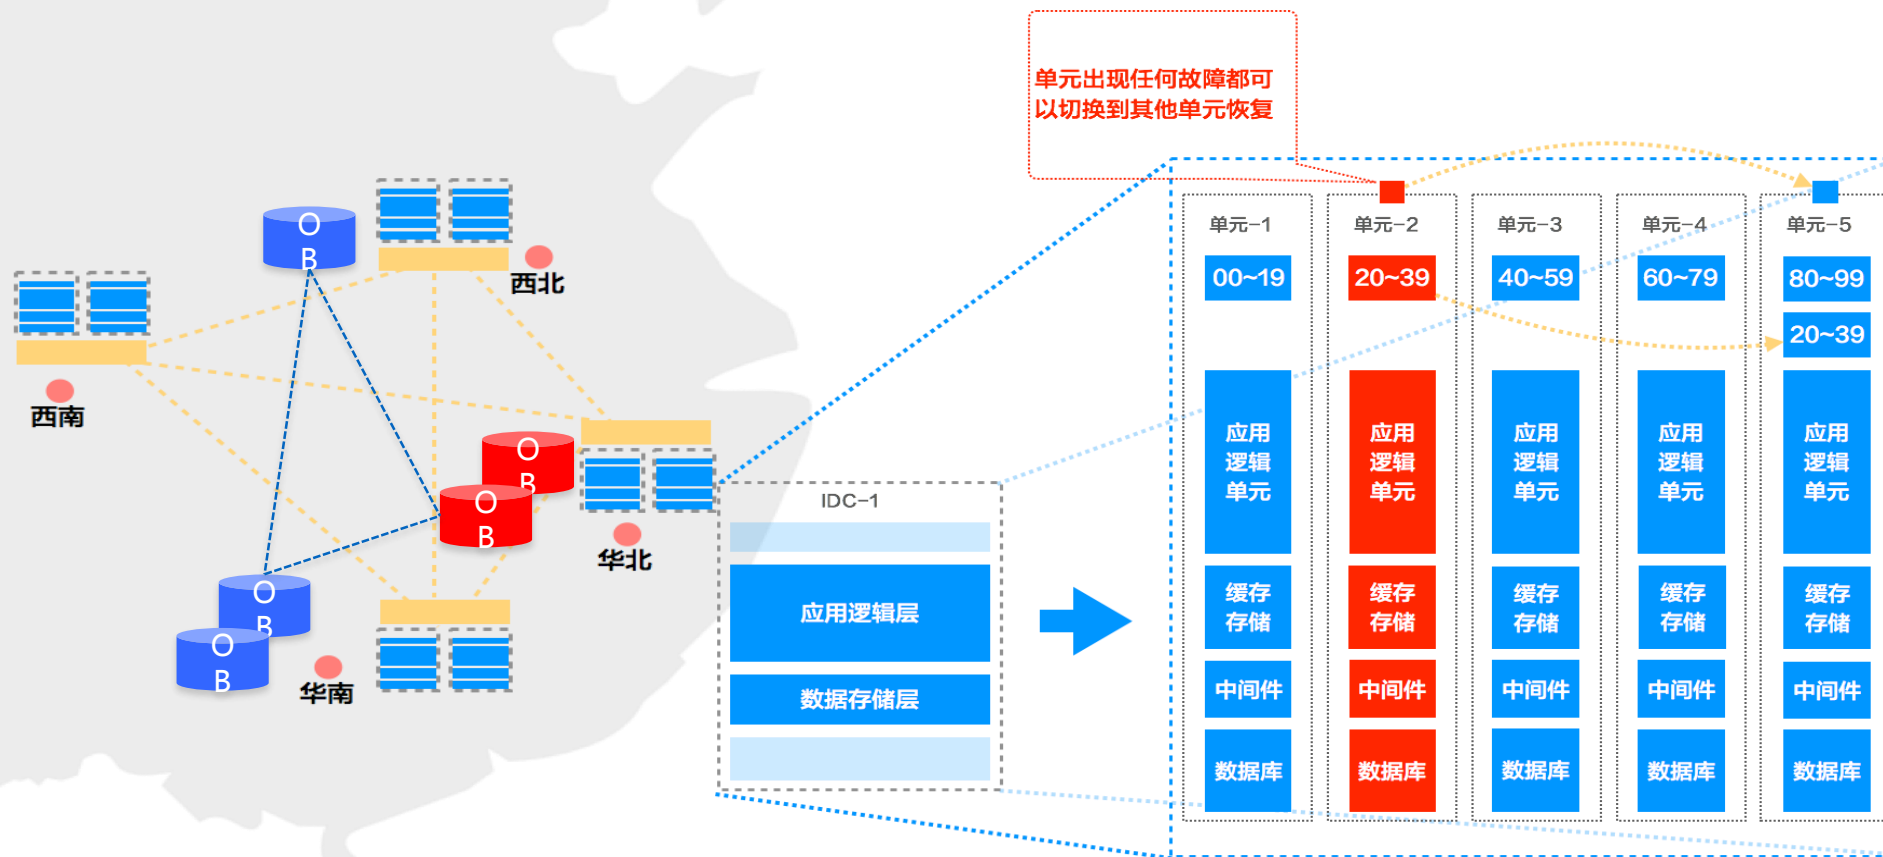 单元出现任何故障都可
以切换到其他单元恢复
O
B
西北
西南
O
B
O
B
华北
O
B
O
B
华南
IDC-1
应用逻辑层
数据存储层
单元-1
单元-2
单元-3
单元-4
单元-5
00~19
20~39
40~59
60~79
80~99
20~39
应用
逻辑
单元
应用
逻辑
单元
应用
逻辑
单元
应用
逻辑
单元
应用
逻辑
单元
缓存
存储
缓存
存储
缓存
存储
缓存
存储
缓存
存储
中间件
中间件
中间件
中间件
中间件
数据库
数据库
数据库
数据库
数据库